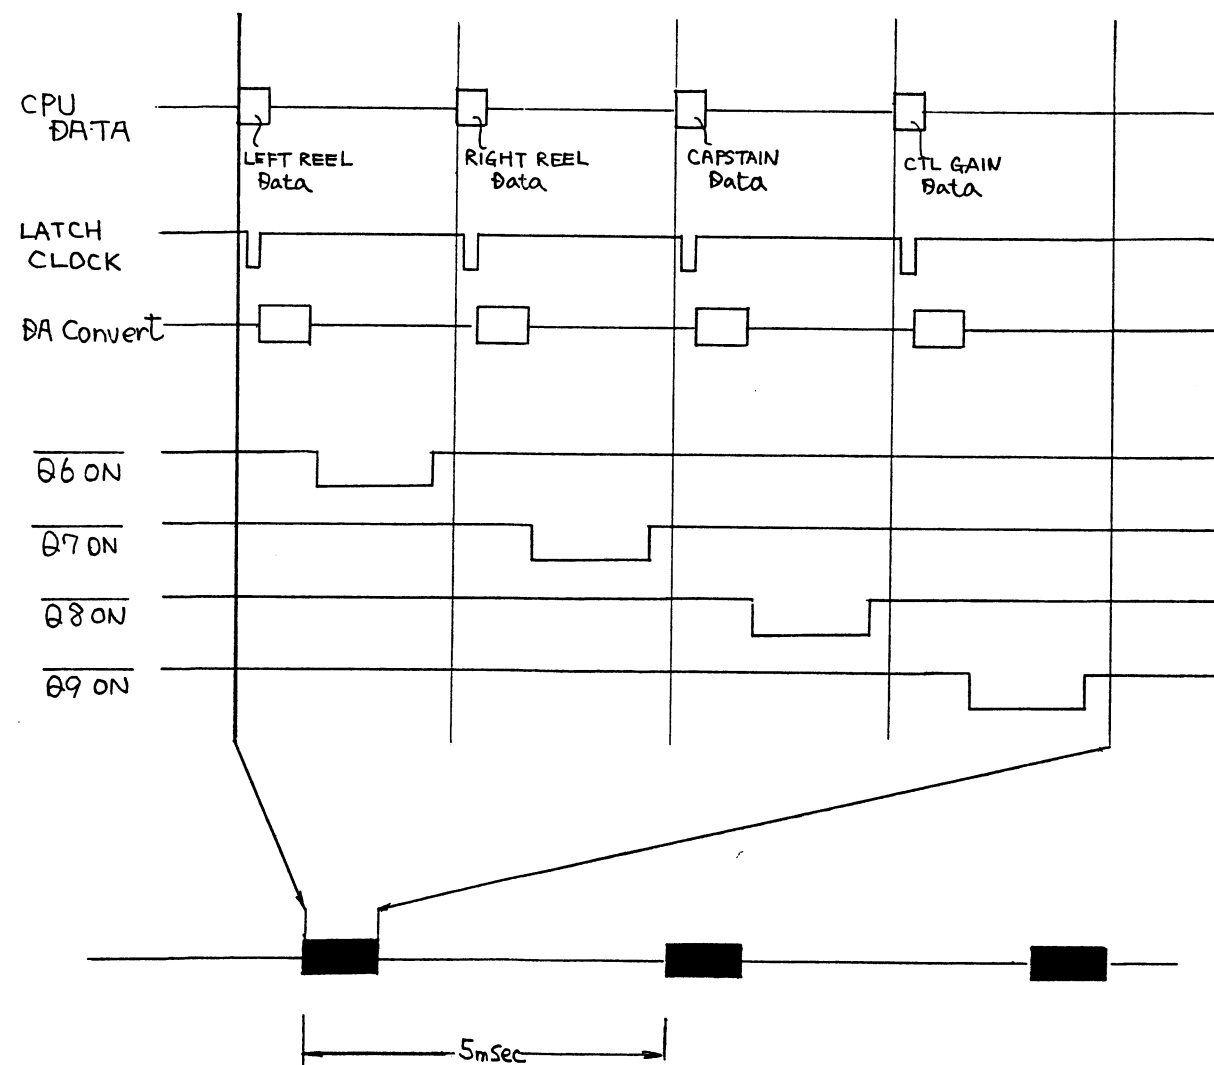 CPU
DATA
LEFT REEL
Data
RIGHT REEL
Data
CAPSTAIN
Data
CTL GAIN
Data
LATCH
CLOCK
DA Convert
Q6 ON
Q7 ON
Q8 ON
Q9 ON
5msec